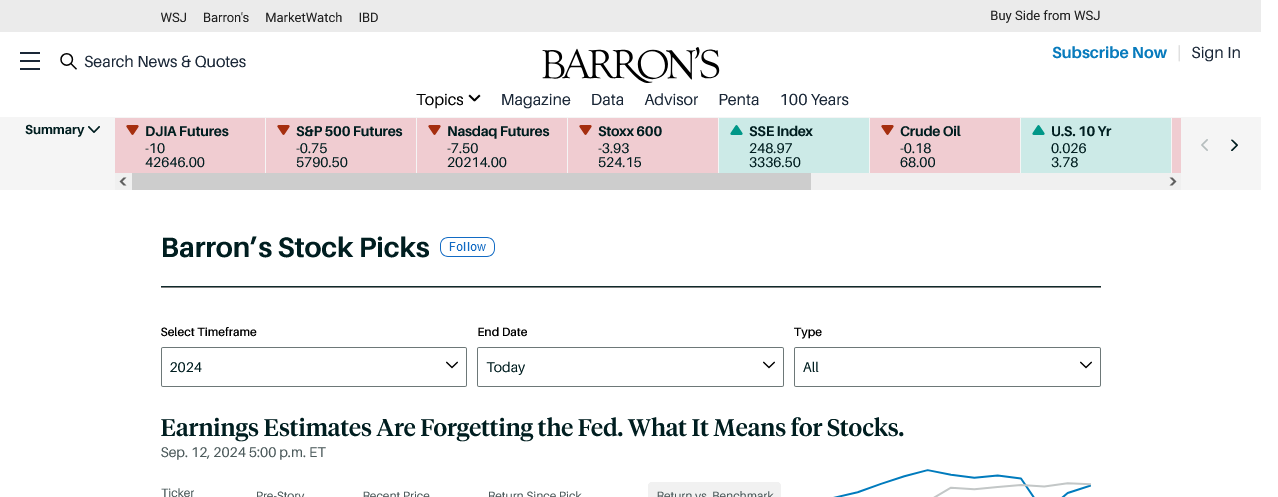 WSJ Barron's MarketWatch IBD Buy Side from WSJ
Search News & Quotes BARRON'S Subscribe Now Sign In
Topics Magazine Data Advisor Penta 100 Years
Summary DJIA Futures S&P 500 Futures Nasdaq Futures Stoxx 600 SSE Index Crude Oil U.S. 10 Yr
-10 -0.75 -7.50 -3.93 248.97 -0.18 0.026
42646.00 5790.50 20214.00 524.15 3336.50 68.00 3.78
Barron's Stock Picks Follow
Select Timeframe End Date Type
2024 Today All
Earnings Estimates Are Forgetting the Fed. What It Means for Stocks.
Sep. 12, 2024 5:00 p.m. ET
Ticker Pre-Story Recent Price Return Since Pick Return vs. Benchmark